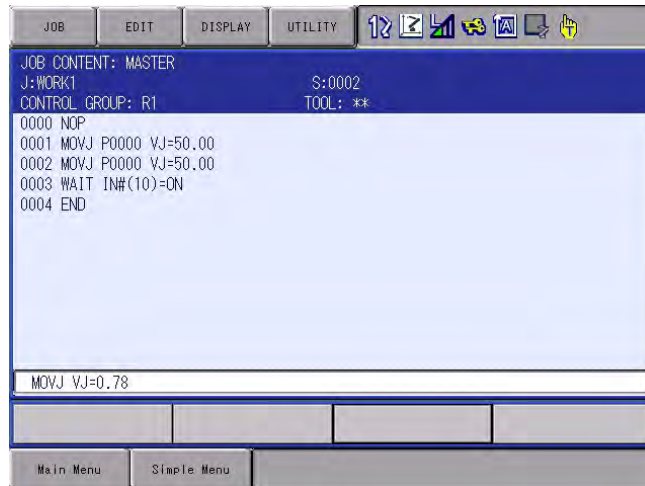 JOB EDIT DISPLAY UTILITY
JOB CONTENT: MASTER
J:WORK1 S:0002
CONTROL GROUP: R1 TOOL: **
0000 NOP
0001 MOVJ P0000 VJ=50.00
0002 MOVJ P0000 VJ=50.00
0003 WAIT IN#(10)=ON
0004 END
MOVJ VJ=0.78
Main Menu Simple Menu